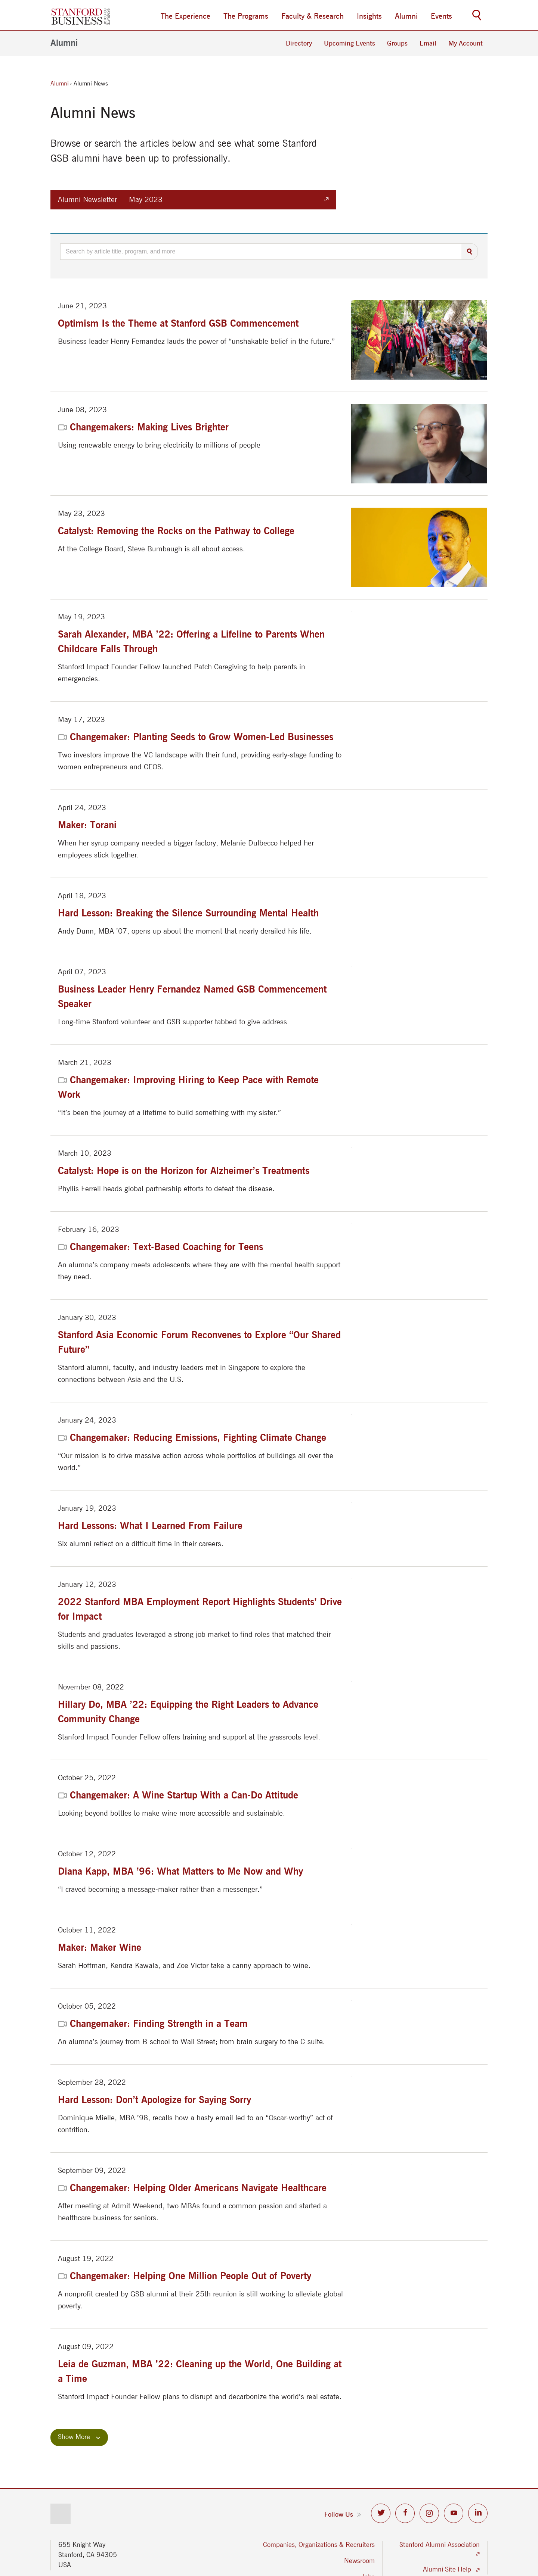 STANFORD
BUSINESS
The Experience
The Programs
Faculty & Research
Insights
Alumni
Events
Alumni
Directory
Upcoming Events
Groups
Email
My Account
Alumni › Alumni News
Alumni News
Browse or search the articles below and see what some Stanford
GSB alumni have been up to professionally.
Alumni Newsletter — May 2023
Search by article title, program, and more
June 21, 2023
Optimism Is the Theme at Stanford GSB Commencement
Business leader Henry Fernandez lauds the power of “unshakable belief in the future.”
June 08, 2023
Changemakers: Making Lives Brighter
Using renewable energy to bring electricity to millions of people
May 23, 2023
Catalyst: Removing the Rocks on the Pathway to College
At the College Board, Steve Bumbaugh is all about access.
May 19, 2023
Sarah Alexander, MBA ’22: Offering a Lifeline to Parents When
Childcare Falls Through
Stanford Impact Founder Fellow launched Patch Caregiving to help parents in
emergencies.
May 17, 2023
Changemaker: Planting Seeds to Grow Women-Led Businesses
Two investors improve the VC landscape with their fund, providing early-stage funding to
women entrepreneurs and CEOS.
April 24, 2023
Maker: Torani
When her syrup company needed a bigger factory, Melanie Dulbecco helped her
employees stick together.
April 18, 2023
Hard Lesson: Breaking the Silence Surrounding Mental Health
Andy Dunn, MBA ’07, opens up about the moment that nearly derailed his life.
April 07, 2023
Business Leader Henry Fernandez Named GSB Commencement
Speaker
Long-time Stanford volunteer and GSB supporter tabbed to give address
March 21, 2023
Changemaker: Improving Hiring to Keep Pace with Remote
Work
“It’s been the journey of a lifetime to build something with my sister.”
March 10, 2023
Catalyst: Hope is on the Horizon for Alzheimer’s Treatments
Phyllis Ferrell heads global partnership efforts to defeat the disease.
February 16, 2023
Changemaker: Text-Based Coaching for Teens
An alumna’s company meets adolescents where they are with the mental health support
they need.
January 30, 2023
Stanford Asia Economic Forum Reconvenes to Explore “Our Shared
Future”
Stanford alumni, faculty, and industry leaders met in Singapore to explore the
connections between Asia and the U.S.
January 24, 2023
Changemaker: Reducing Emissions, Fighting Climate Change
“Our mission is to drive massive action across whole portfolios of buildings all over the
world.”
January 19, 2023
Hard Lessons: What I Learned From Failure
Six alumni reflect on a difficult time in their careers.
January 12, 2023
2022 Stanford MBA Employment Report Highlights Students’ Drive
for Impact
Students and graduates leveraged a strong job market to find roles that matched their
skills and passions.
November 08, 2022
Hillary Do, MBA ’22: Equipping the Right Leaders to Advance
Community Change
Stanford Impact Founder Fellow offers training and support at the grassroots level.
October 25, 2022
Changemaker: A Wine Startup With a Can-Do Attitude
Looking beyond bottles to make wine more accessible and sustainable.
October 12, 2022
Diana Kapp, MBA ’96: What Matters to Me Now and Why
“I craved becoming a message-maker rather than a messenger.”
October 11, 2022
Maker: Maker Wine
Sarah Hoffman, Kendra Kawala, and Zoe Victor take a canny approach to wine.
October 05, 2022
Changemaker: Finding Strength in a Team
An alumna’s journey from B-school to Wall Street; from brain surgery to the C-suite.
September 28, 2022
Hard Lesson: Don’t Apologize for Saying Sorry
Dominique Mielle, MBA ’98, recalls how a hasty email led to an “Oscar-worthy” act of
contrition.
September 09, 2022
Changemaker: Helping Older Americans Navigate Healthcare
After meeting at Admit Weekend, two MBAs found a common passion and started a
healthcare business for seniors.
August 19, 2022
Changemaker: Helping One Million People Out of Poverty
A nonprofit created by GSB alumni at their 25th reunion is still working to alleviate global
poverty.
August 09, 2022
Leia de Guzman, MBA ’22: Cleaning up the World, One Building at
a Time
Stanford Impact Founder Fellow plans to disrupt and decarbonize the world’s real estate.
Show More
Follow Us >
655 Knight Way
Stanford, CA 94305
USA
Companies, Organizations & Recruiters
Newsroom
Stanford Alumni Association
Alumni Site Help